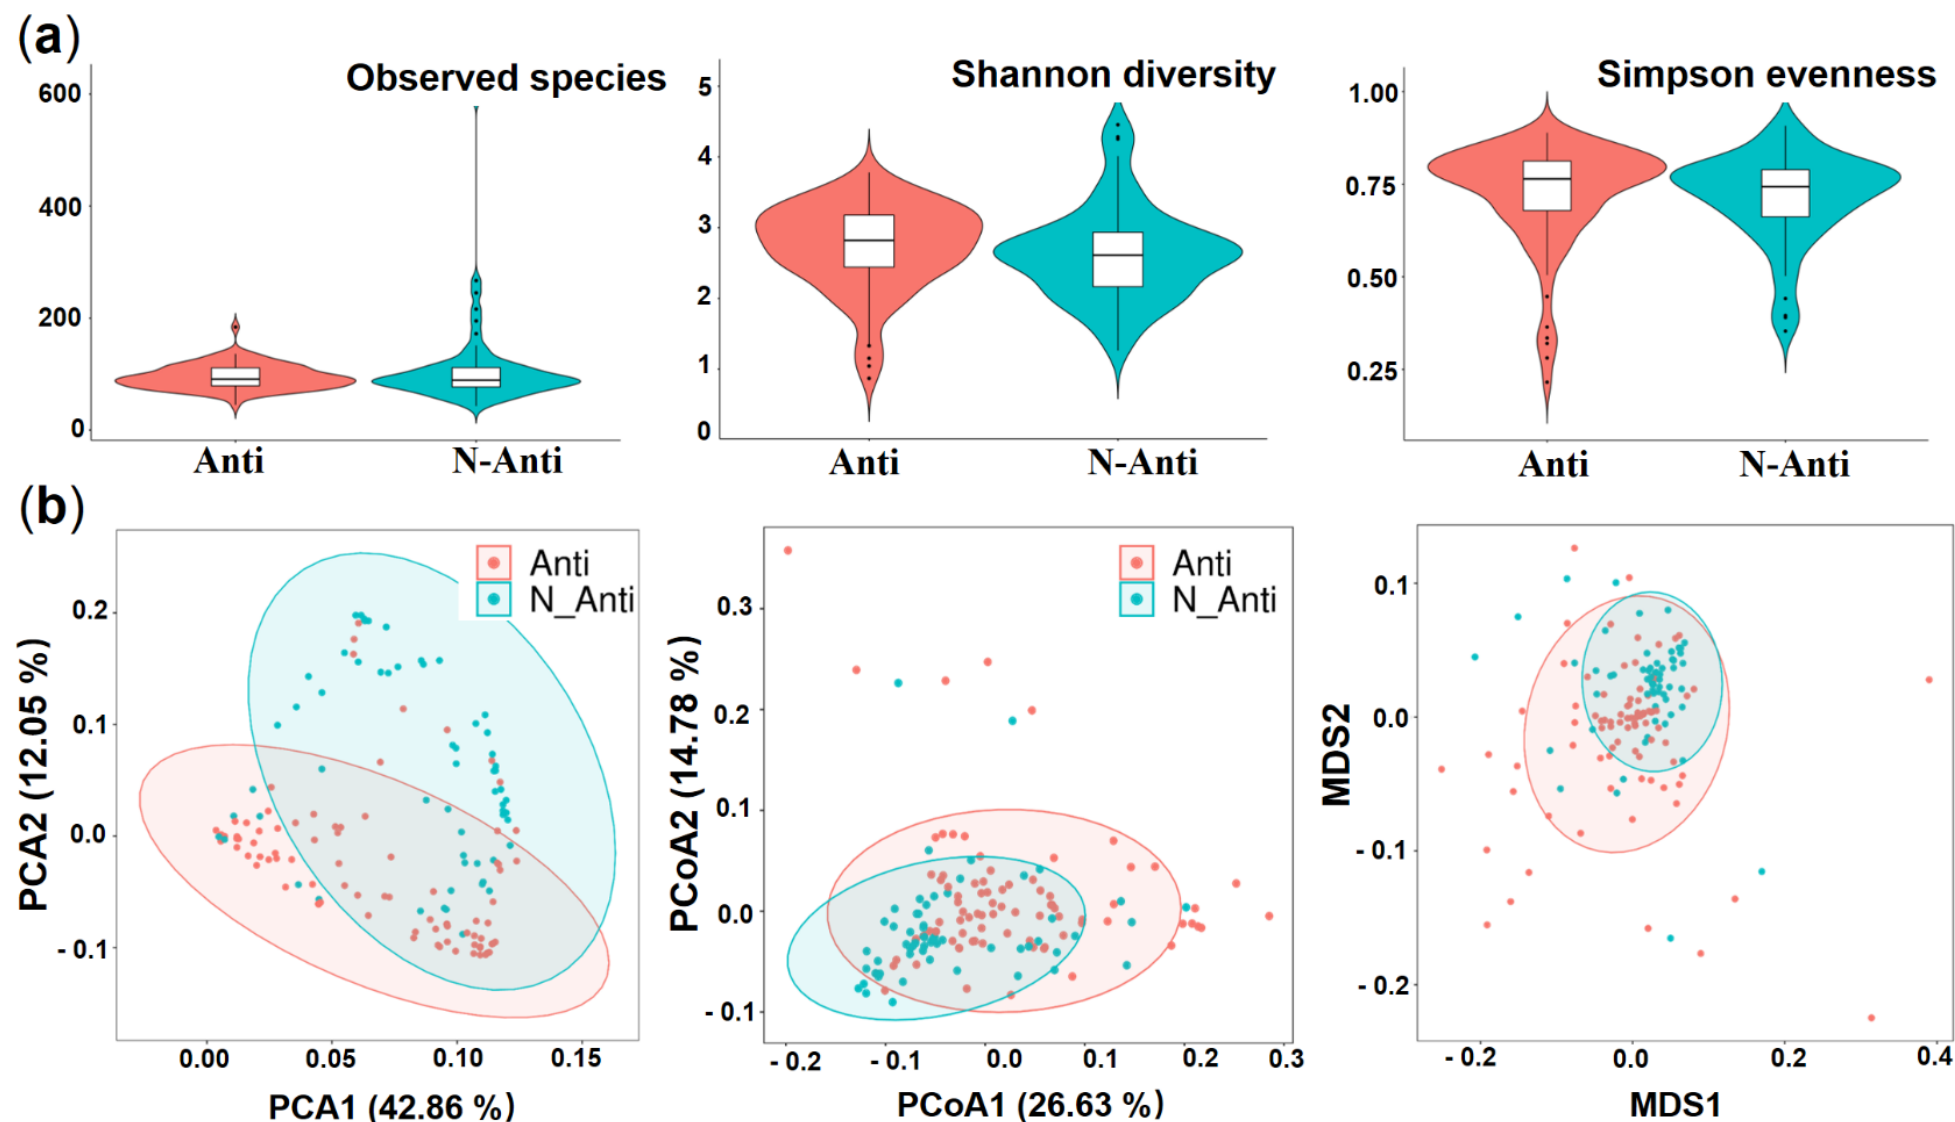 (a)
Observed species
600
400
200
0
Anti
N-Anti
Shannon diversity
5
4
3
2
1
0
Anti
N-Anti
Simpson evenness
1.00
0.75
0.50
0.25
Anti
N-Anti
(b)
Anti
N_Anti
PCA2 (12.05 %)
0.2
0.1
0.0
- 0.1
0.00
0.05
0.10
0.15
PCA1 (42.86 %)
Anti
N_Anti
PCoA2 (14.78 %)
0.3
0.2
0.1
0.0
- 0.1
- 0.2
- 0.1
0.0
0.1
0.2
0.3
PCoA1 (26.63 %)
MDS2
0.1
0.0
- 0.1
- 0.2
- 0.2
0.0
0.2
0.4
MDS1